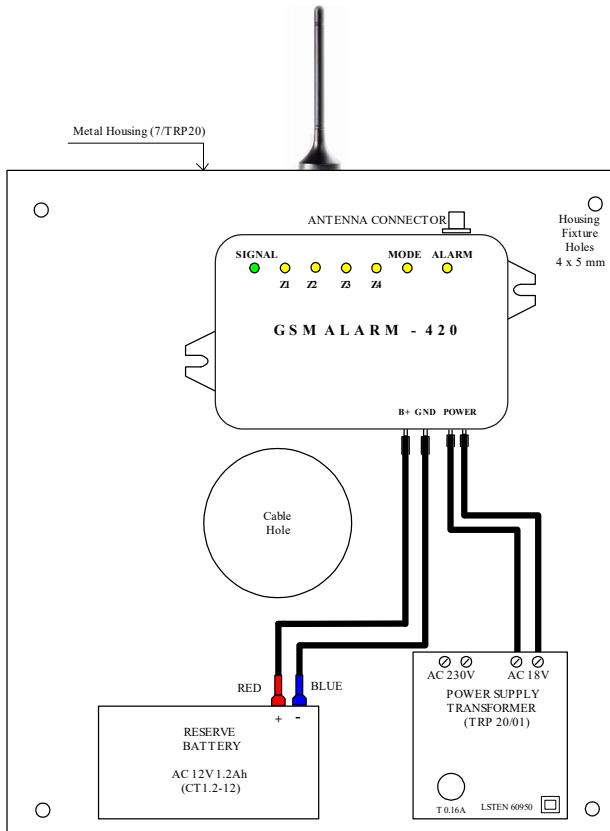 Metal Housing (7/TRP20)
ANTENNA CONNECTOR
Housing
Fixture
Holes
4 x 5 mm
SIGNAL
MODE
ALARM
Z1 Z2 Z3 Z4
GSM ALARM - 420
B+ GND POWER
Cable
Hole
RED
BLUE
+ -
RESERVE
BATTERY
AC 12V 1.2Ah
(CT1.2-12)
AC 230V
AC 18V
POWER SUPPLY
TRANSFORMER
(TRP 20/01)
T 0.16A
LSTEN 60950